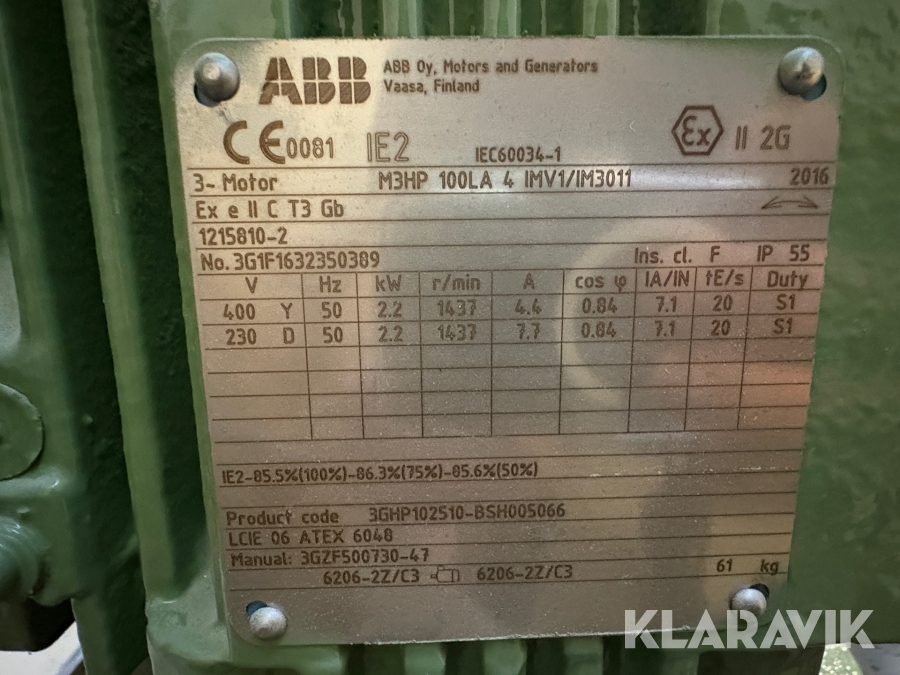 ABB ABB Oy, Motors and Generators
Vaasa, Finland
CE 0081 IE2 IEC60034-1 Ex II 2G
3~ Motor M3HP 100LA 4 IMV1/IM3011 2016
Ex e II C T3 Gb
1215810-2
No. 3G1F1632350389 Ins. cl. F IP 55
V Hz kW r/min A cos φ IA/IN tE/s Duty
400 Y 50 2.2 1437 4.4 0.84 7.1 20 S1
230 D 50 2.2 1437 7.7 0.84 7.1 20 S1
IE2-85.5%(100%)-86.3%(75%)-85.6%(50%)
Product code 3GHP102510-BSH005066
LCIE 06 ATEX 6048
Manual: 3GZF500730-47
6206-2Z/C3 6206-2Z/C3 61 kg
KLARAVIK